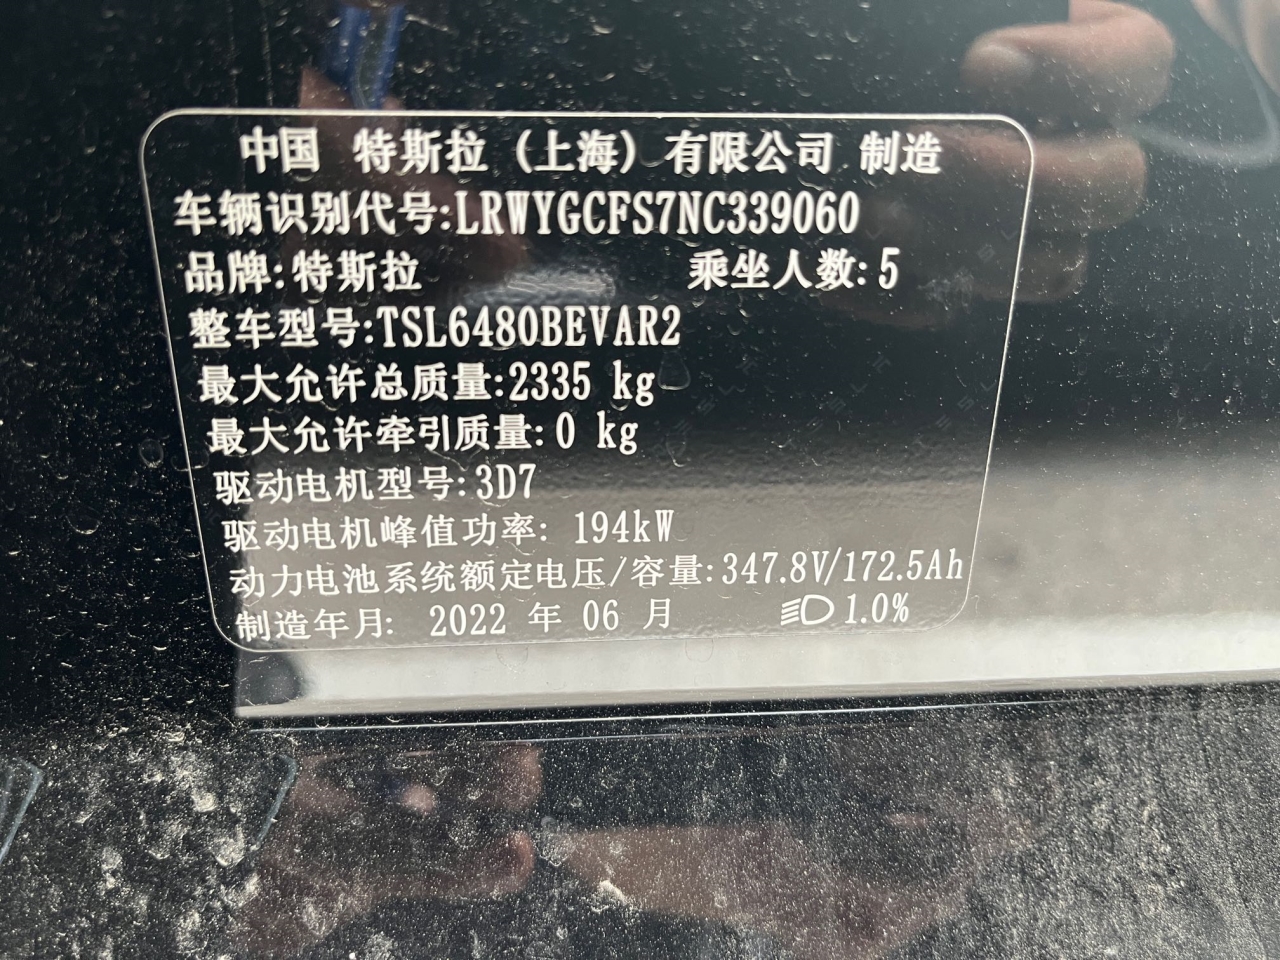 中国 特斯拉 (上海) 有限公司 制造
车辆识别代号:LRWYGCFS7NC339060
品牌:特斯拉 乘坐人数:5
整车型号:TSL6480BEVAR2
最大允许总质量:2335 kg
最大允许牵引质量:0 kg
驱动电机型号:3D7
驱动电机峰值功率: 194kW
动力电池系统额定电压/容量:347.8V/172.5Ah
制造年月: 2022 年 06 月 1.0%